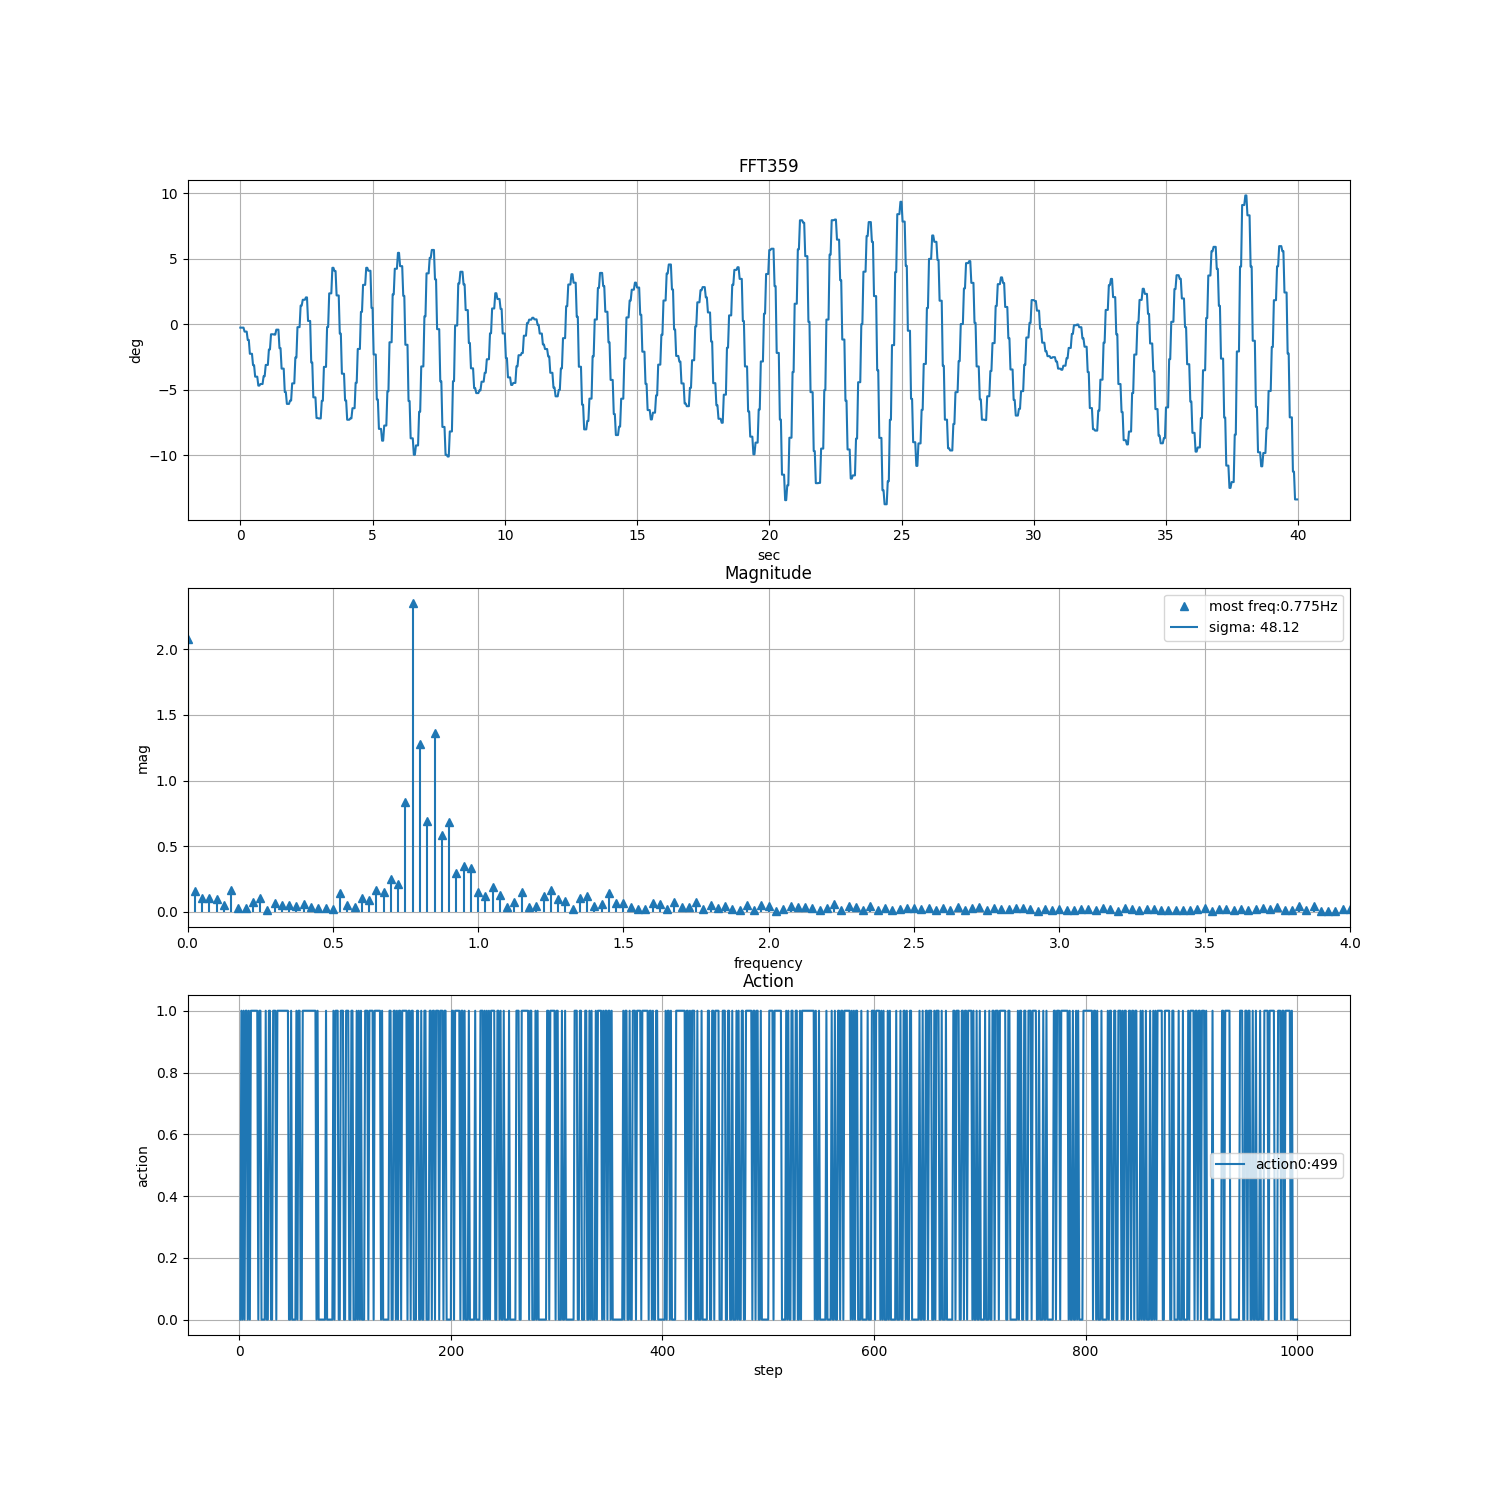 FFT359
10
5
0
−5
−10
deg
0 5 10 15 20 25 30 35 40
sec
Magnitude
most freq:0.775Hz
sigma: 48.12
2.0
1.5
1.0
0.5
0.0
mag
0.0 0.5 1.0 1.5 2.0 2.5 3.0 3.5 4.0
frequency
Action
1.0
0.8
0.6
0.4
0.2
0.0
action
action0:499
0 200 400 600 800 1000
step